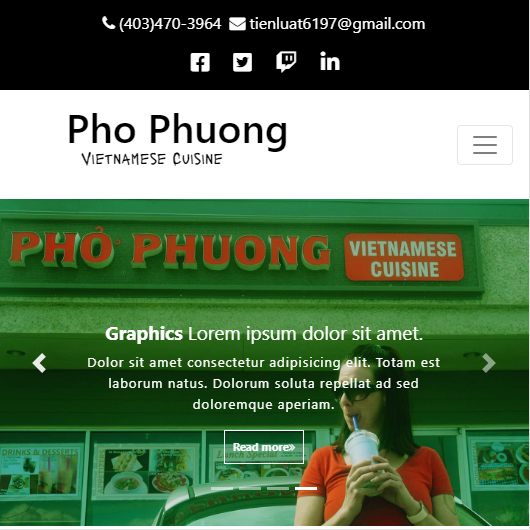 (403)470-3964 tienluat6197@gmail.com
Pho Phuong
VIETNAMESE CUISINE
PHỞ PHUONG VIETNAMESE
CUISINE
Graphics Lorem ipsum dolor sit amet.
Dolor sit amet consectetur adipisicing elit. Totam est
laborum natus. Dolorum soluta repellat ad sed
doloremque aperiam.
Read more»
DRINKS & DESSERTS
Lunch Special